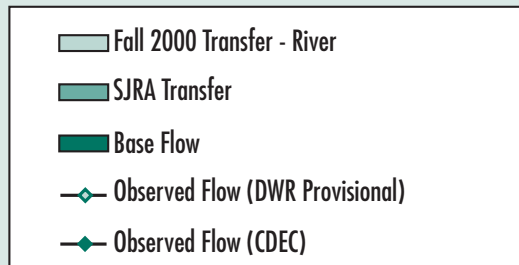 Fall 2000 Transfer - River
SJRA Transfer
Base Flow
Observed Flow (DWR Provisional)
Observed Flow (CDEC)